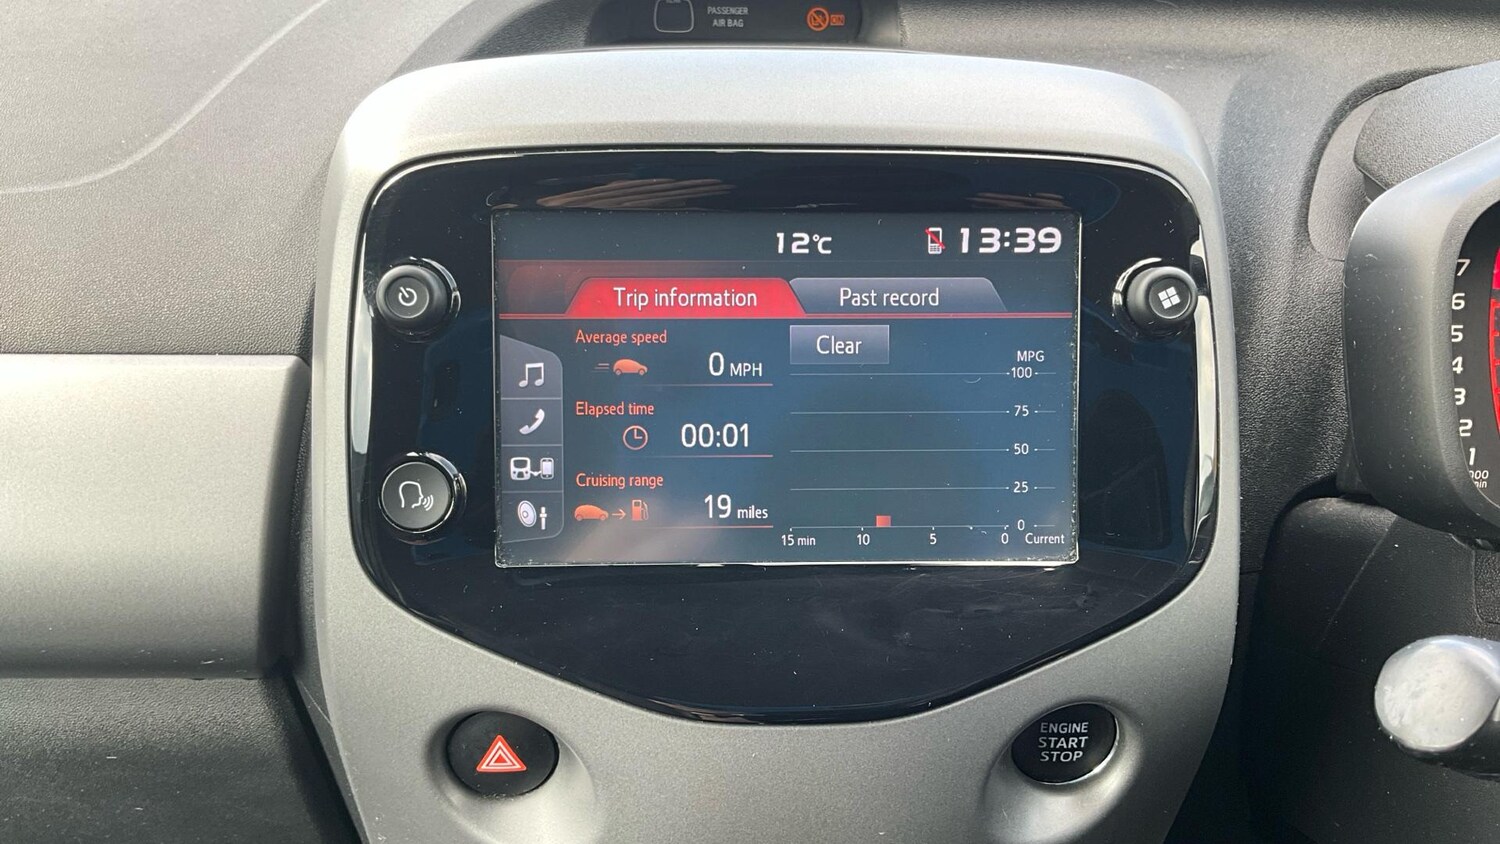 PASSENGER
AIR BAG
12°C
13:39
Trip information
Past record
Average speed
0 MPH
Clear
MPG
100
75
50
25
0
Elapsed time
00:01
Cruising range
19 miles
15 min 10 5 0 Current
ENGINE
START
STOP
7
6
5
4
3
2
1